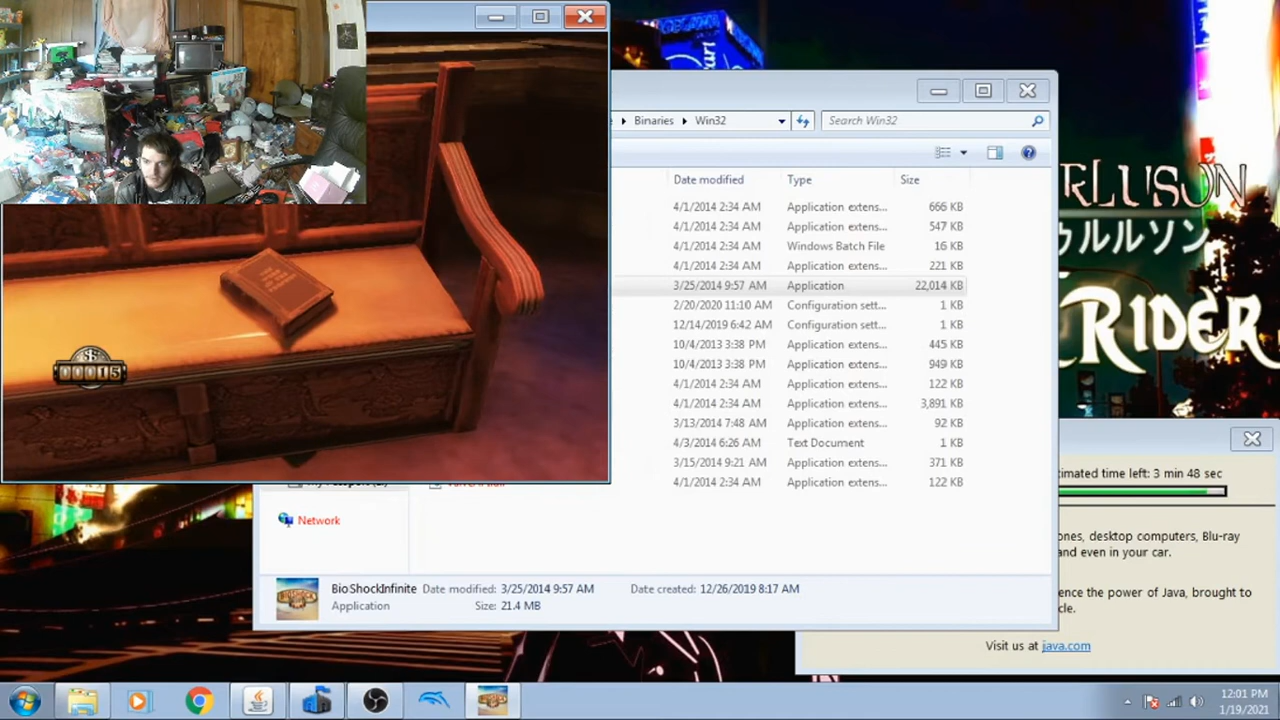 Binaries
Win32
Search Win32
Date modified Type Size
4/1/2014 2:34 AM Application extens... 666 KB
4/1/2014 2:34 AM Application extens... 547 KB
4/1/2014 2:34 AM Windows Batch File 16 KB
4/1/2014 2:34 AM Application extens... 221 KB
3/25/2014 9:57 AM Application 22,014 KB
2/20/2020 11:10 AM Configuration sett... 1 KB
12/14/2019 6:42 AM Configuration sett... 1 KB
10/4/2013 3:38 PM Application extens... 445 KB
10/4/2013 3:38 PM Application extens... 949 KB
4/1/2014 2:34 AM Application extens... 122 KB
4/1/2014 2:34 AM Application extens... 3,891 KB
3/13/2014 7:48 AM Application extens... 92 KB
4/3/2014 6:26 AM Text Document 1 KB
3/15/2014 9:21 AM Application extens... 371 KB
4/1/2014 2:34 AM Application extens... 122 KB
Network
BioShockInfinite Date modified: 3/25/2014 9:57 AM Date created: 12/26/2019 8:17 AM
Application Size: 21.4 MB
ルルソン
RIDER
timated time left: 3 min 48 sec
ones, desktop computers, Blu-ray
and even in your car.
ence the power of Java, brought to
cle.
Visit us at java.com
SS
00015
12:01 PM
1/19/2021